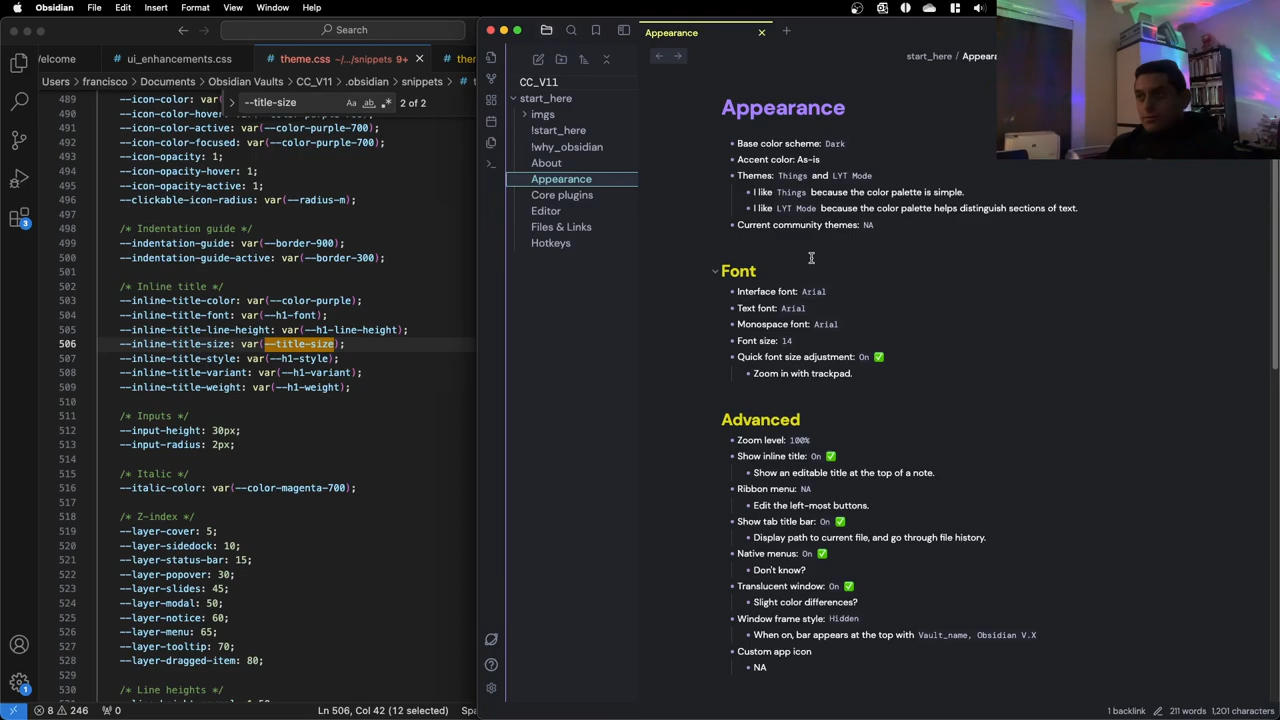 Obsidian File Edit Insert Format View Window Help
Search
elcome
ui_enhancements.css
theme.css ~/.../snippets 9+
Users francisco Documents Obsidian Vaults CC_V11 .obsidian snippets
--title-size
Aa ab .* 2 of 2
489 --icon-color: var(
490 --icon-color-hover: v
491 --icon-color-active: var(--color-purple-700);
492 --icon-color-focused: var(--color-purple-700);
493 --icon-opacity: 1;
494 --icon-opacity-hover: 1;
495 --icon-opacity-active: 1;
496 --clickable-icon-radius: var(--radius-m);
497
498 /* Indentation guide */
499 --indentation-guide: var(--border-900);
500 --indentation-guide-active: var(--border-300);
501
502 /* Inline title */
503 --inline-title-color: var(--color-purple);
504 --inline-title-font: var(--h1-font);
505 --inline-title-line-height: var(--h1-line-height);
506 --inline-title-size: var(--title-size);
507 --inline-title-style: var(--h1-style);
508 --inline-title-variant: var(--h1-variant);
509 --inline-title-weight: var(--h1-weight);
510
511 /* Inputs */
512 --input-height: 30px;
513 --input-radius: 2px;
514
515 /* Italic */
516 --italic-color: var(--color-magenta-700);
517
518 /* Z-index */
519 --layer-cover: 5;
520 --layer-sidedock: 10;
521 --layer-status-bar: 15;
522 --layer-popover: 30;
523 --layer-slides: 45;
524 --layer-modal: 50;
525 --layer-notice: 60;
526 --layer-menu: 65;
527 --layer-tooltip: 70;
528 --layer-dragged-item: 80;
529
530 /* Line heights */
3
1
8 246 0
Ln 506, Col 42 (12 selected) Spa
CC_V11
start_here
imgs
!start_here
!why_obsidian
About
Appearance
Core plugins
Editor
Files & Links
Hotkeys
Appearance
start_here / Appeara
Appearance
Base color scheme: Dark
Accent color: As-is
Themes: Things and LYT Mode
I like Things because the color palette is simple.
I like LYT Mode because the color palette helps distinguish sections of text.
Current community themes: NA
Font
Interface font: Arial
Text font: Arial
Monospace font: Arial
Font size: 14
Quick font size adjustment: On ✅
Zoom in with trackpad.
Advanced
Zoom level: 100%
Show inline title: On ✅
Show an editable title at the top of a note.
Ribbon menu: NA
Edit the left-most buttons.
Show tab title bar: On ✅
Display path to current file, and go through file history.
Native menus: On ✅
Don't know?
Translucent window: On ✅
Slight color differences?
Window frame style: Hidden
When on, bar appears at the top with Vault_name, Obsidian V.X
Custom app icon
NA
1 backlink 211 words 1,201 characters